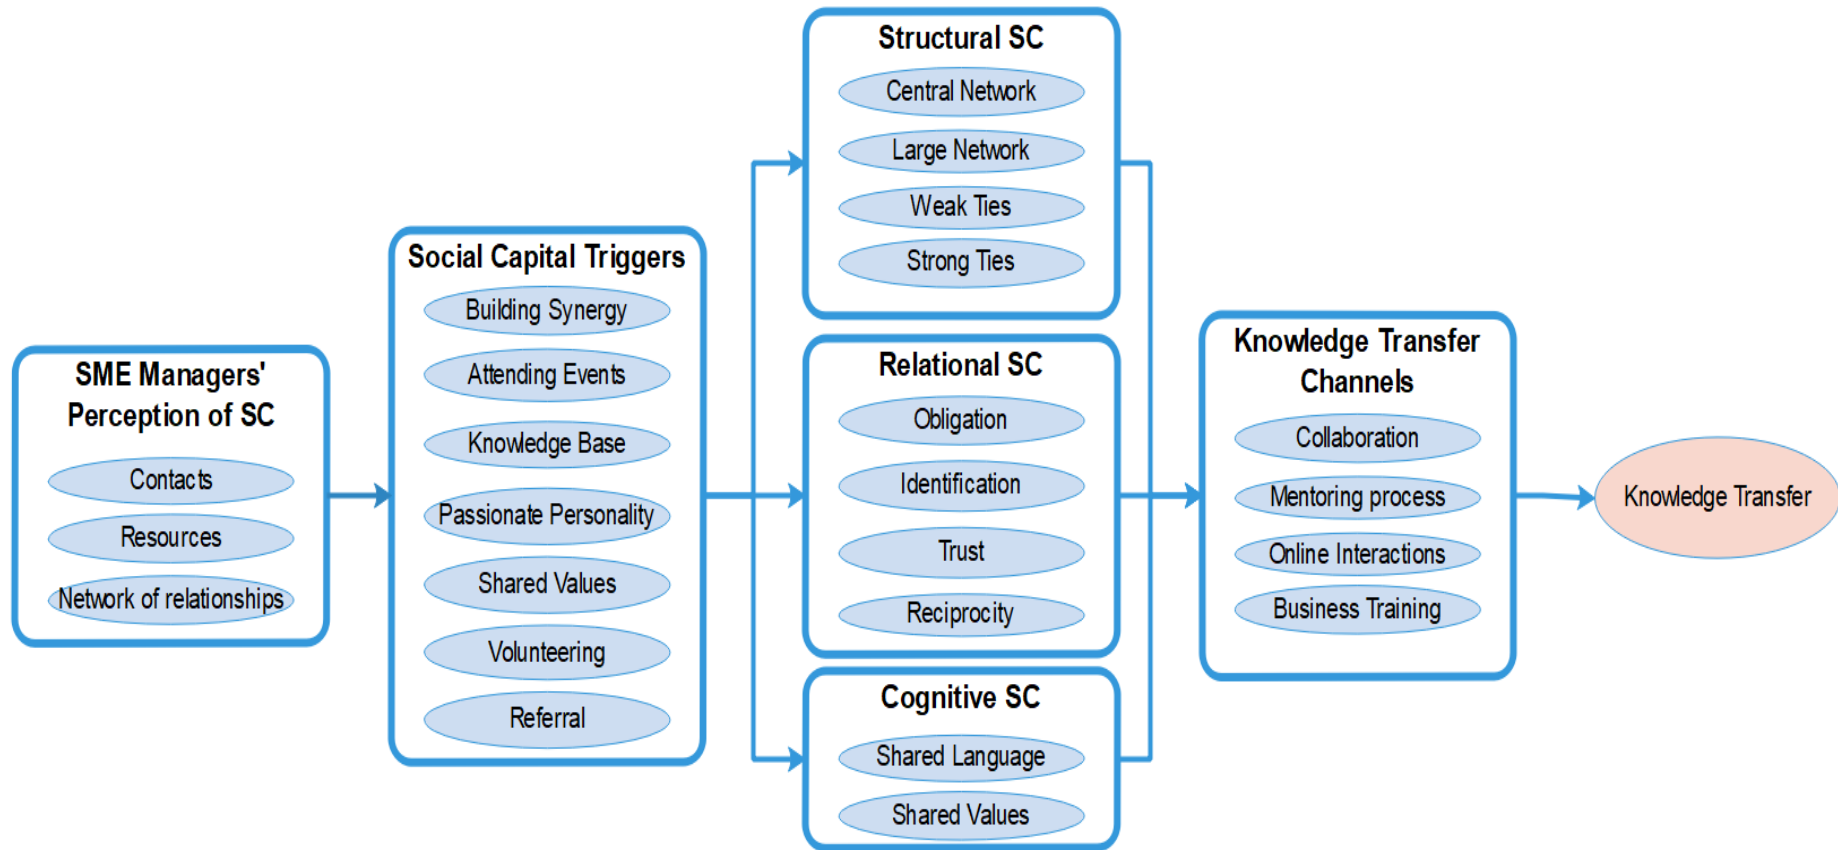 SME Managers'
Perception of SC
Contacts
Resources
Network of relationships
Social Capital Triggers
Building Synergy
Attending Events
Knowledge Base
Passionate Personality
Shared Values
Volunteering
Referral
Structural SC
Central Network
Large Network
Weak Ties
Strong Ties
Relational SC
Obligation
Identification
Trust
Reciprocity
Cognitive SC
Shared Language
Shared Values
Knowledge Transfer
Channels
Collaboration
Mentoring process
Online Interactions
Business Training
Knowledge Transfer